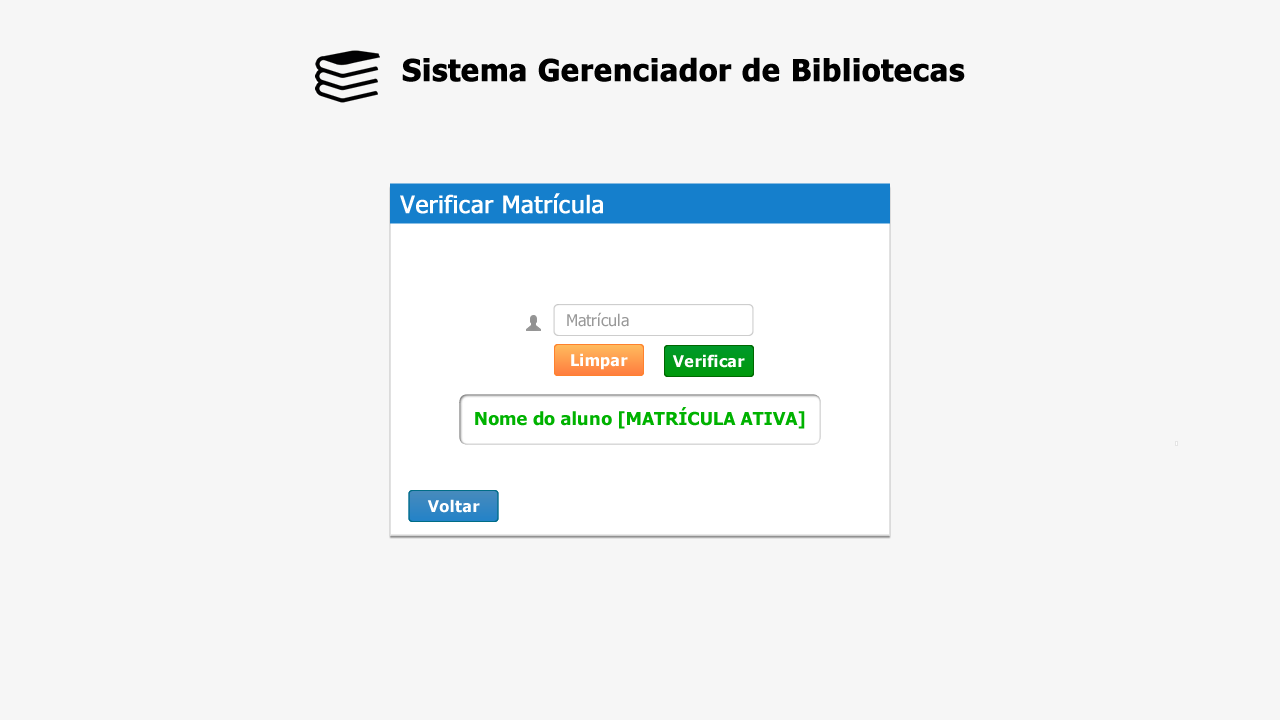 Sistema Gerenciador de Bibliotecas
Verificar Matrícula
Matrícula
Limpar Verificar
Nome do aluno [MATRÍCULA ATIVA]
Voltar